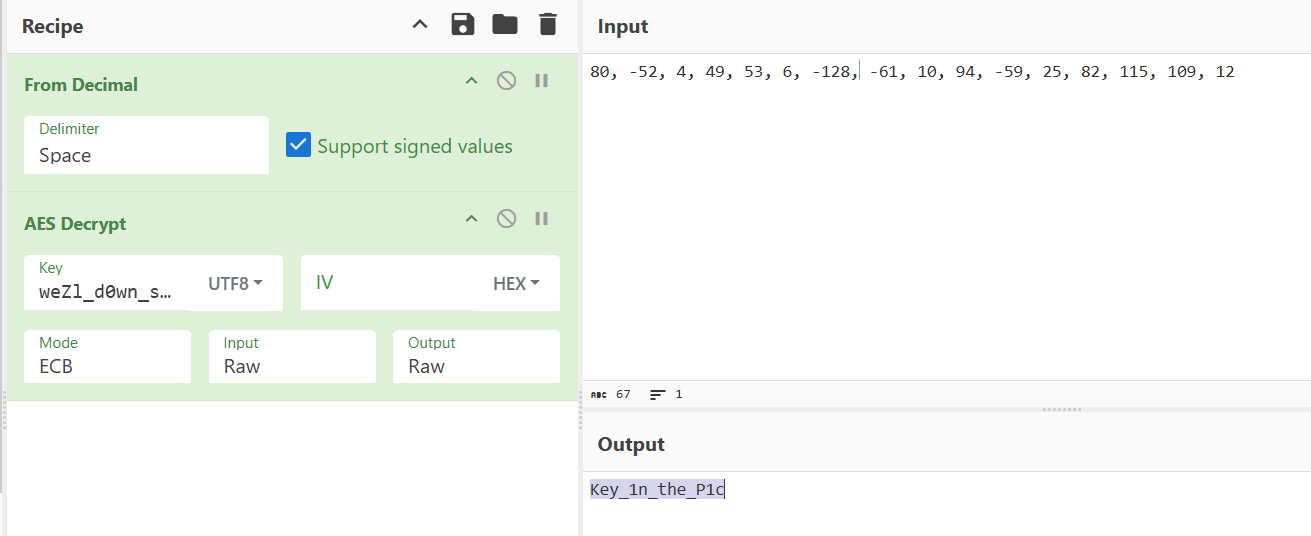 Recipe
From Decimal
Delimiter
Space
Support signed values
AES Decrypt
Key
weZl_d0wn_s...
UTF8
IV
HEX
Mode
ECB
Input
Raw
Output
Raw
Input
80, -52, 4, 49, 53, 6, -128, -61, 10, 94, -59, 25, 82, 115, 109, 12
ABC 67
1
Output
Key_1n_the_P1c